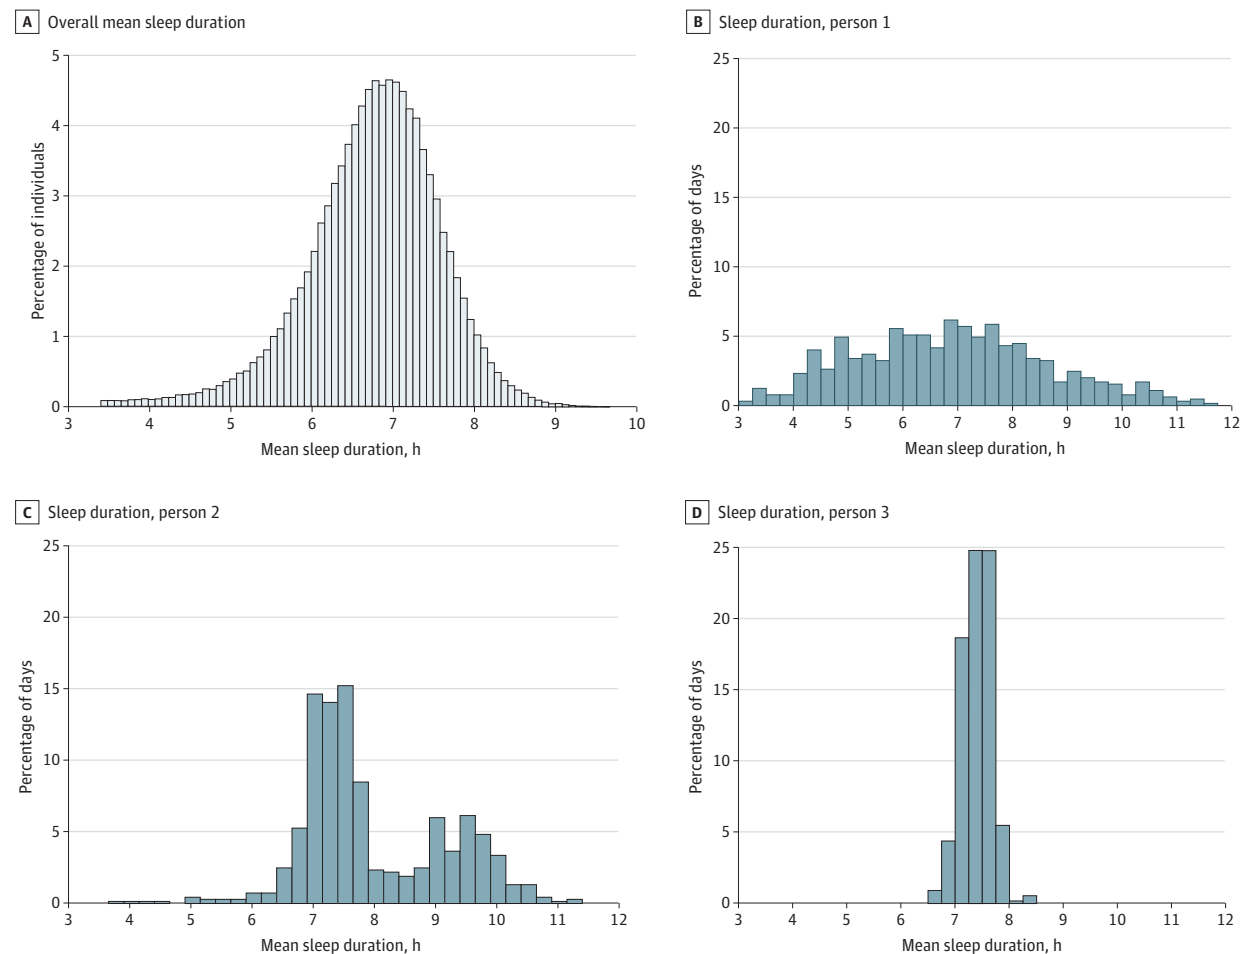 A Overall mean sleep duration
5
4
3
2
1
0
Percentage of individuals
3 4 5 6 7 8 9 10
Mean sleep duration, h
B Sleep duration, person 1
25
20
15
10
5
0
Percentage of days
3 4 5 6 7 8 9 10 11 12
Mean sleep duration, h
C Sleep duration, person 2
25
20
15
10
5
0
Percentage of days
3 4 5 6 7 8 9 10 11 12
Mean sleep duration, h
D Sleep duration, person 3
25
20
15
10
5
0
Percentage of days
3 4 5 6 7 8 9 10 11 12
Mean sleep duration, h